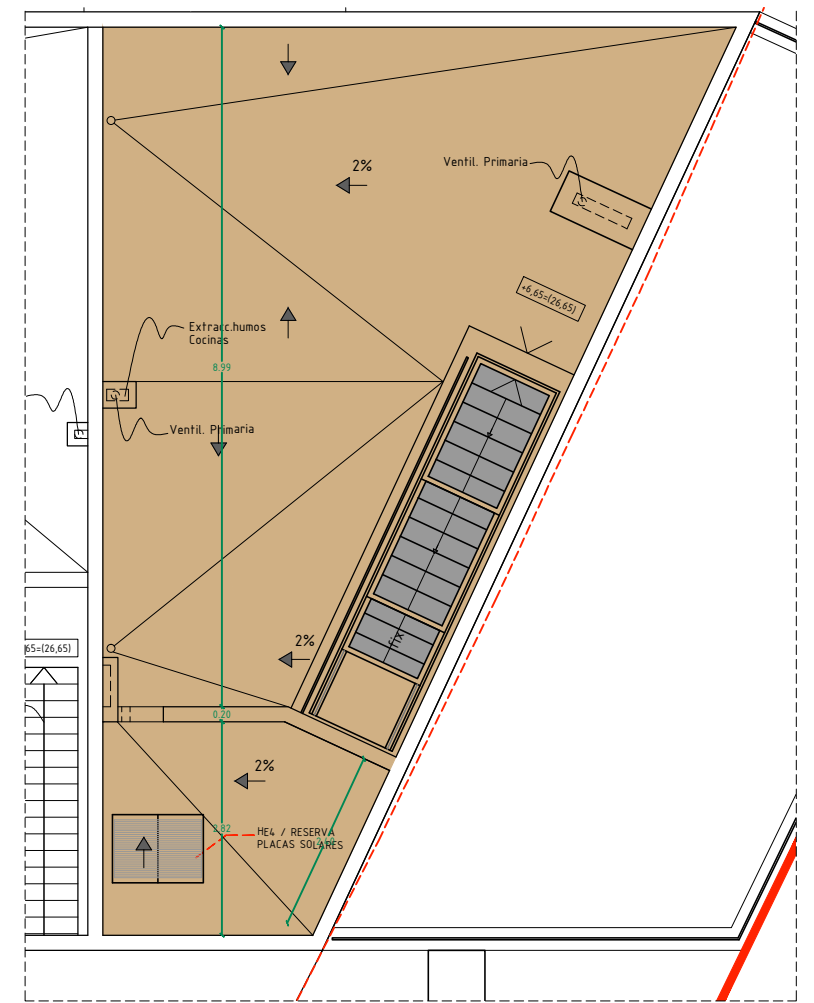 2%
Ventil. Primaria
+6,65=(26,65)
Extracc.humos
Cocinas
8.99
Ventil. Primaria
fix
2%
65=(26,65)
0,20
2%
HE4 / RESERVA
PLACAS SOLARES